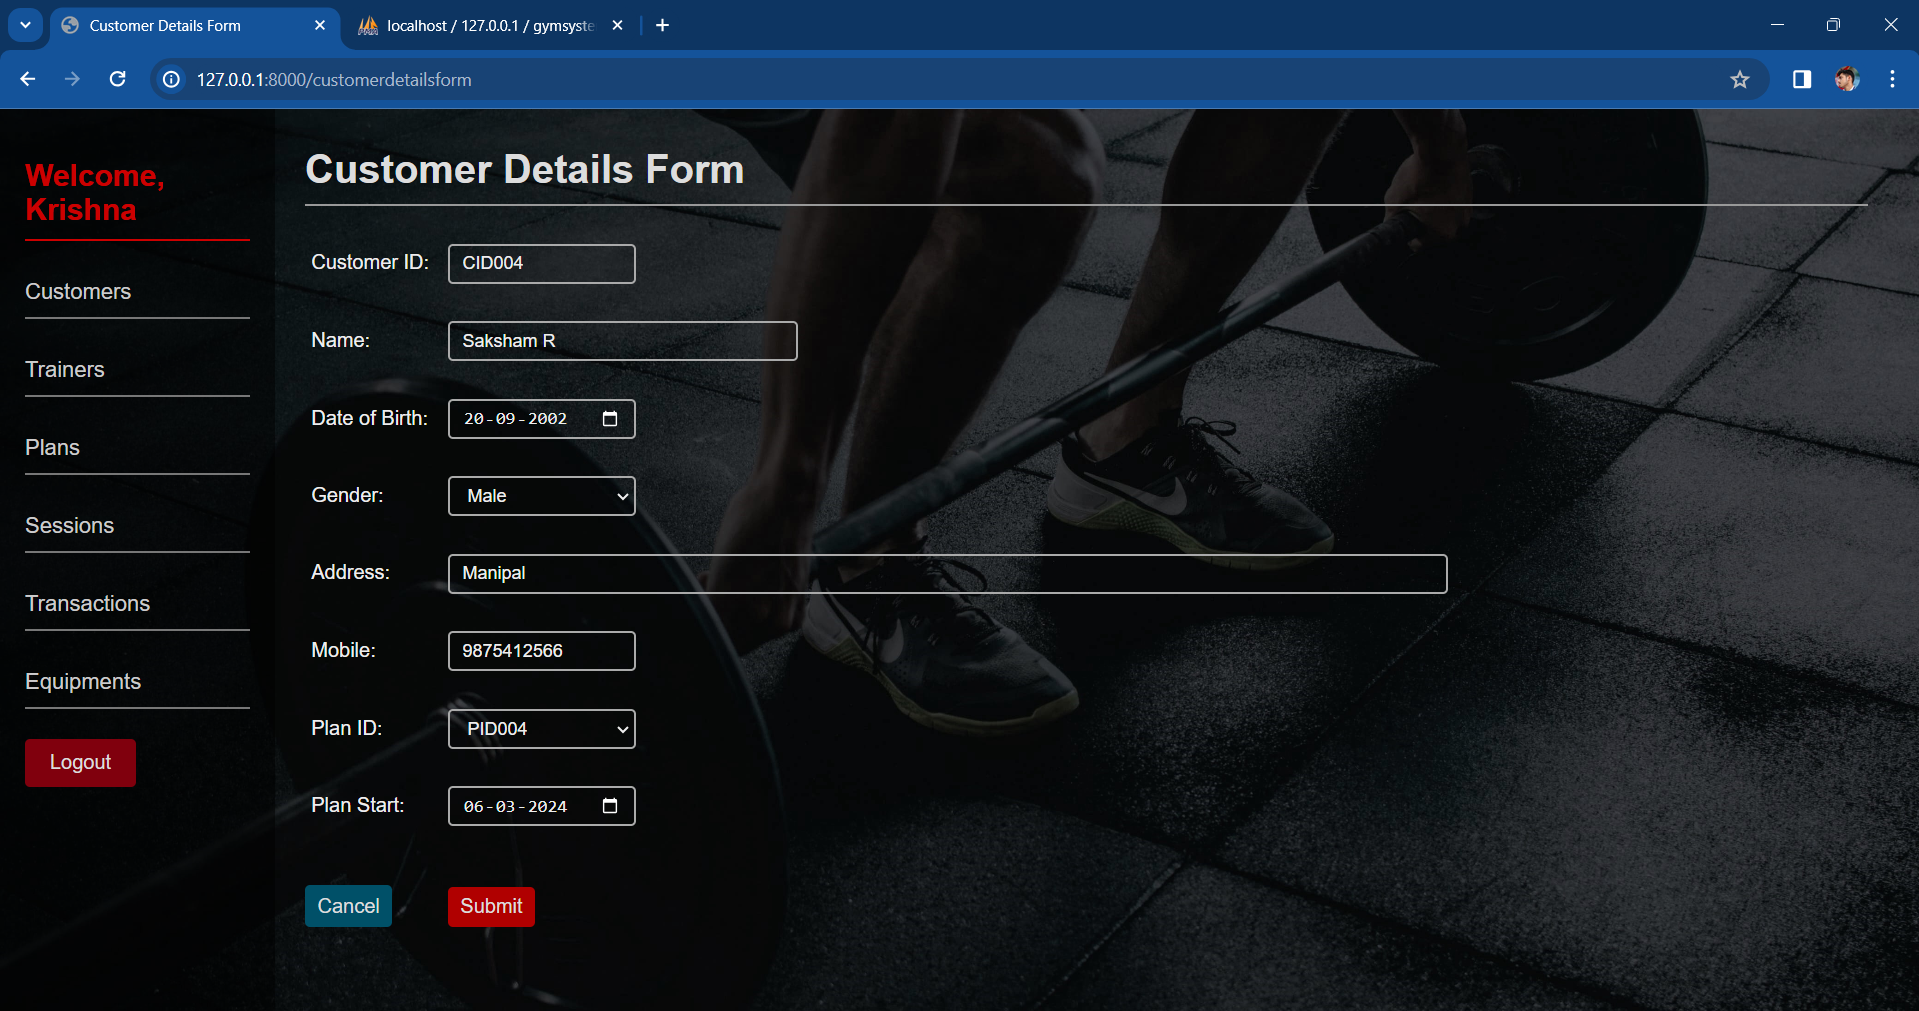 Customer Details Form
localhost / 127.0.0.1 / gymsyste
127.0.0.1:8000/customerdetailsform
Welcome,
Krishna
Customers
Trainers
Plans
Sessions
Transactions
Equipments
Logout
Customer Details Form
Customer ID: CID004
Name: Saksham R
Date of Birth: 20-09-2002
Gender: Male
Address: Manipal
Mobile: 9875412566
Plan ID: PID004
Plan Start: 06-03-2024
Cancel Submit